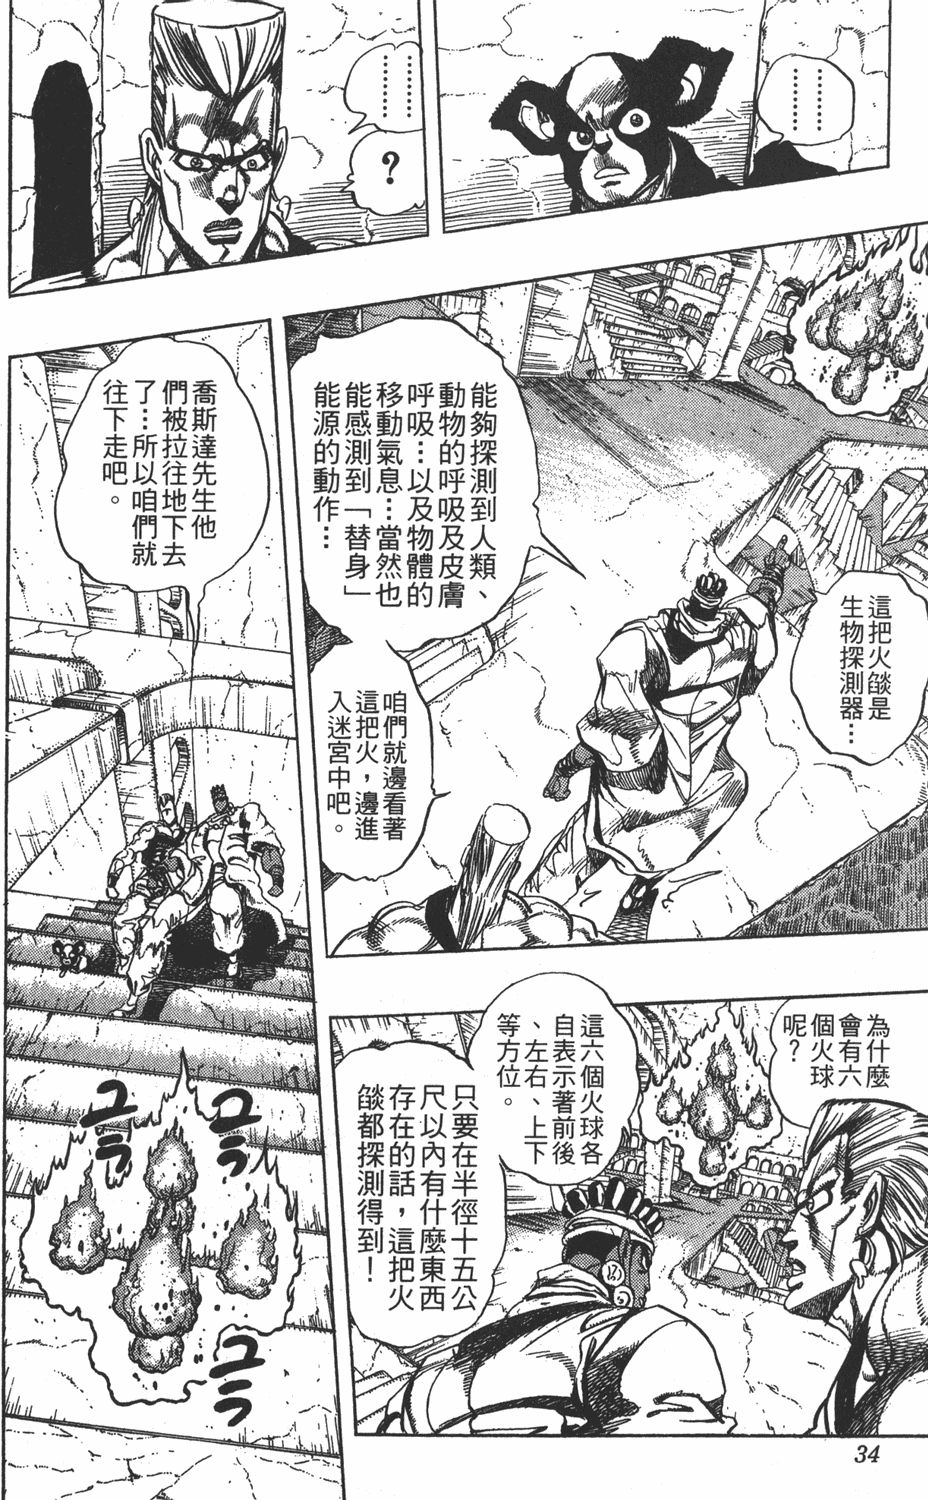 …………
…………
?
這把火燄是
生物探測器…
能夠探測到人類、
動物的呼吸及皮膚
呼吸…以及物體的
移動氣息…當然也
能感測到「替身」
能源的動作…
咱們就邊看著
這把火，邊進
入迷宮中吧。
為什麼
會有六
個火球
呢?
這六個火球各
自表示著前後
、左右、上下
等方位。
只要在半徑十五公
尺以內有什麼東西
存在的話，這把火
燄都探測得到！
喬斯達先生他
們被拉往地下去
了…所以咱們就
往下走吧。
ユラ
ユラ
ユラ
34